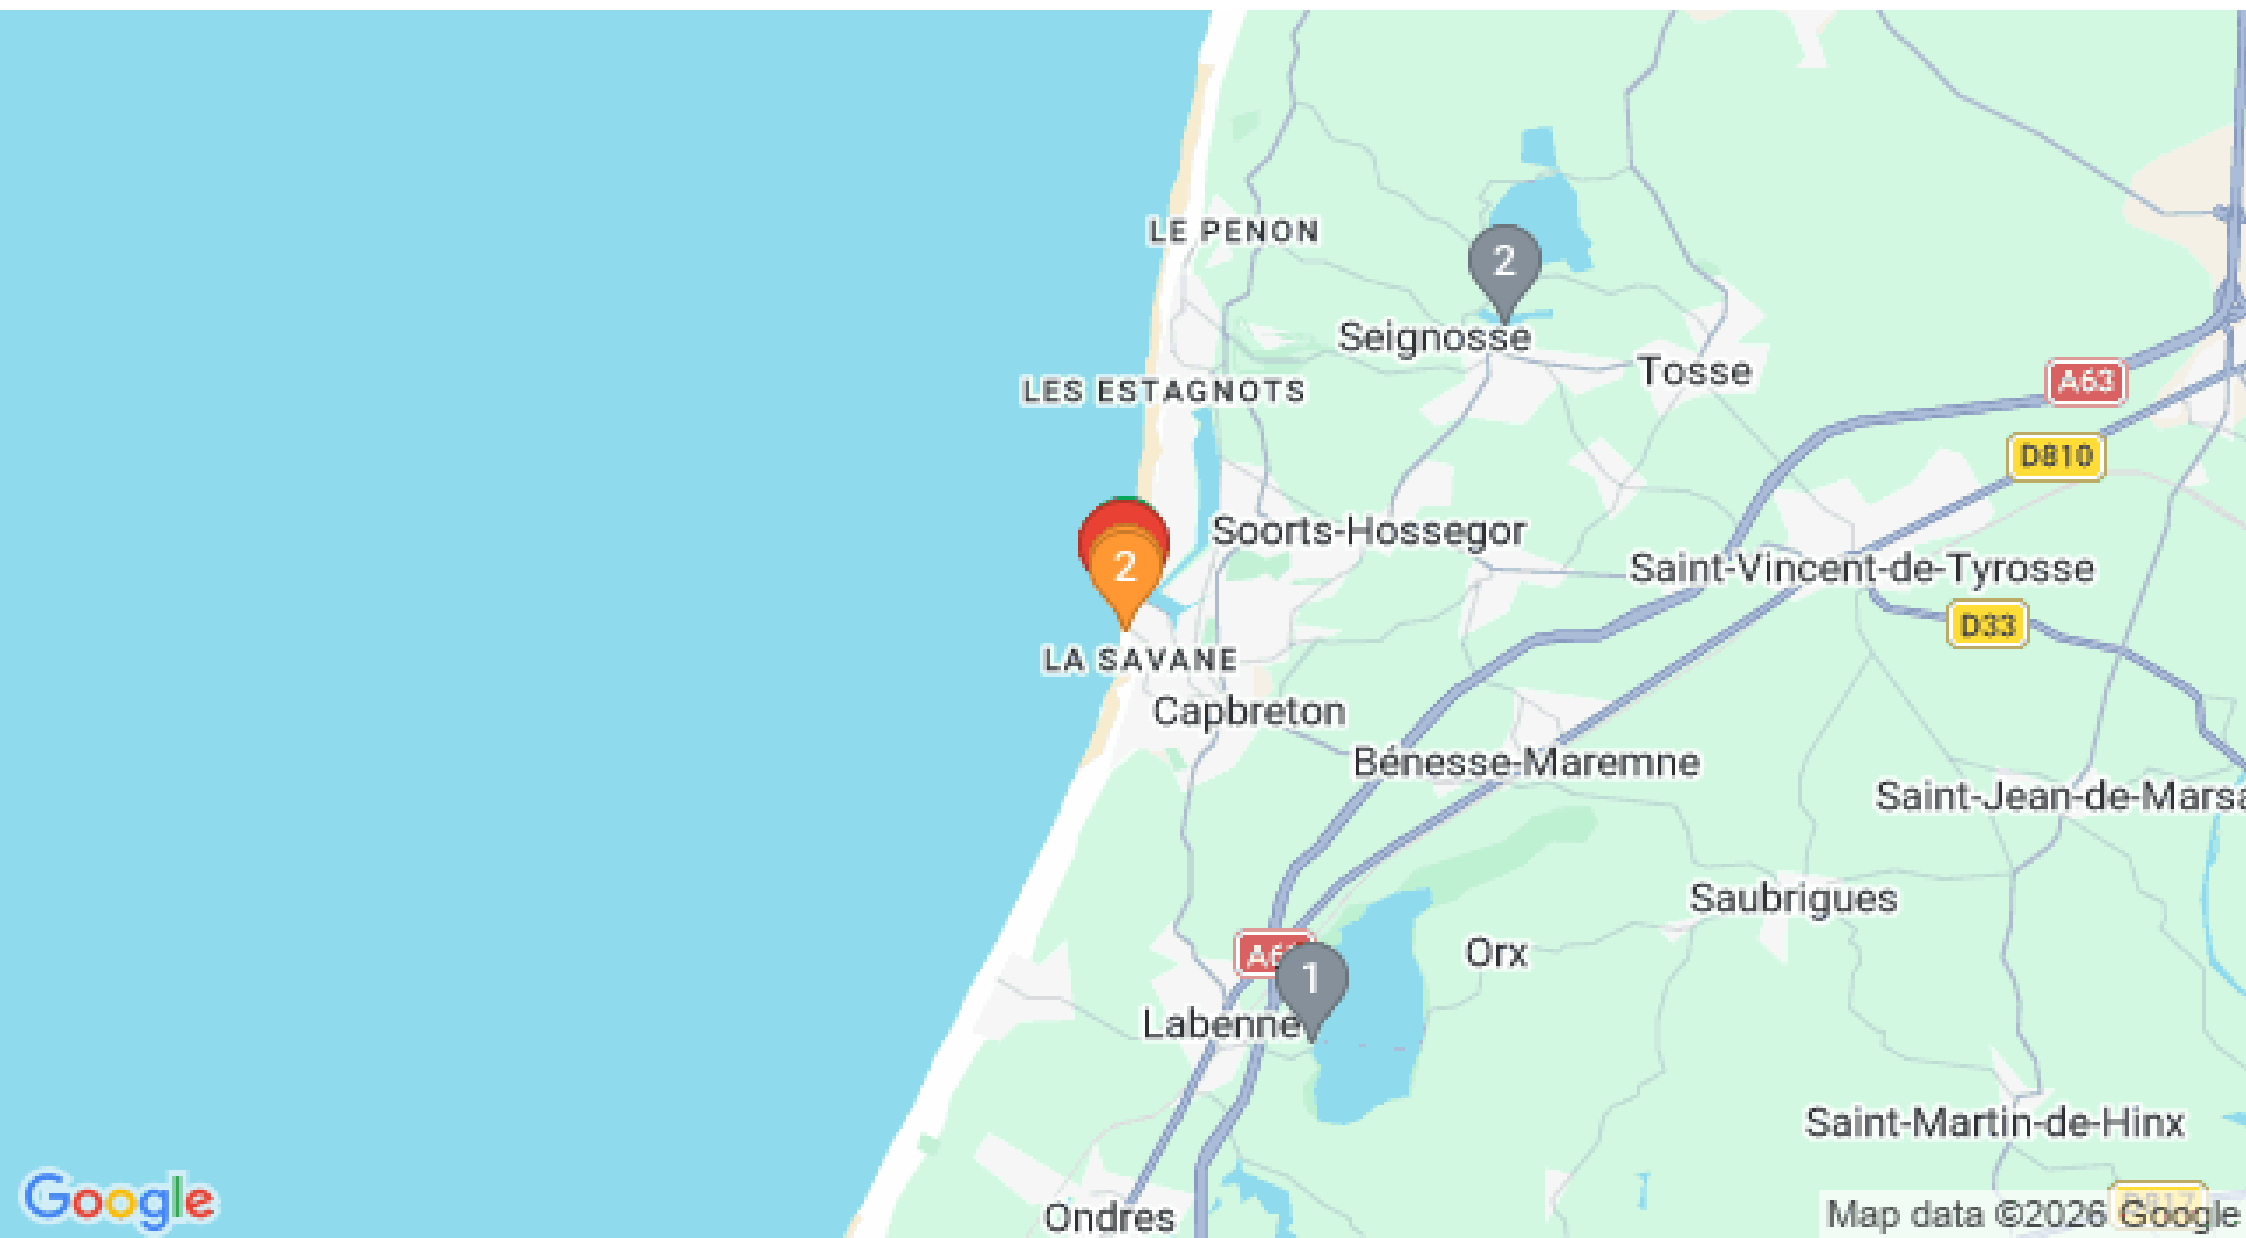 LE PENON
2
Seignosse
Tosse
A63
LES ESTAGNOTS
D810
Soorts-Hossegor
2
Saint-Vincent-de-Tyrosse
D33
LA SAVANE
Capbreton
Bénesse-Maremne
Saint-Jean-de-Marsa
Saubrigues
Orx
1
Labenne
Saint-Martin-de-Hinx
Google
Ondres
D817
Map data ©2026 Google